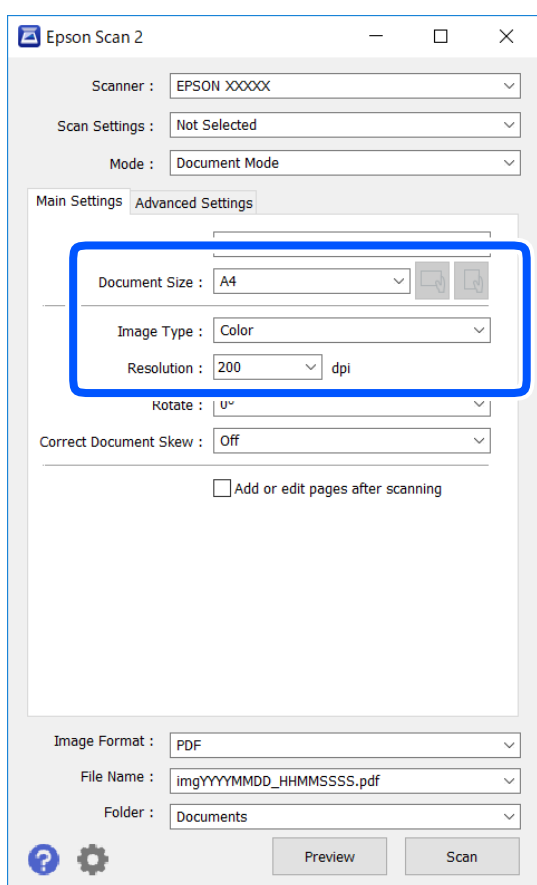 Epson Scan 2
Scanner : EPSON XXXXX
Scan Settings : Not Selected
Mode : Document Mode
Main Settings Advanced Settings
Document Size : A4
Image Type : Color
Resolution : 200 dpi
Rotate : 0°
Correct Document Skew : Off
Add or edit pages after scanning
Image Format : PDF
File Name : imgYYYYMMDD_HHMMSSSS.pdf
Folder : Documents
? Preview Scan